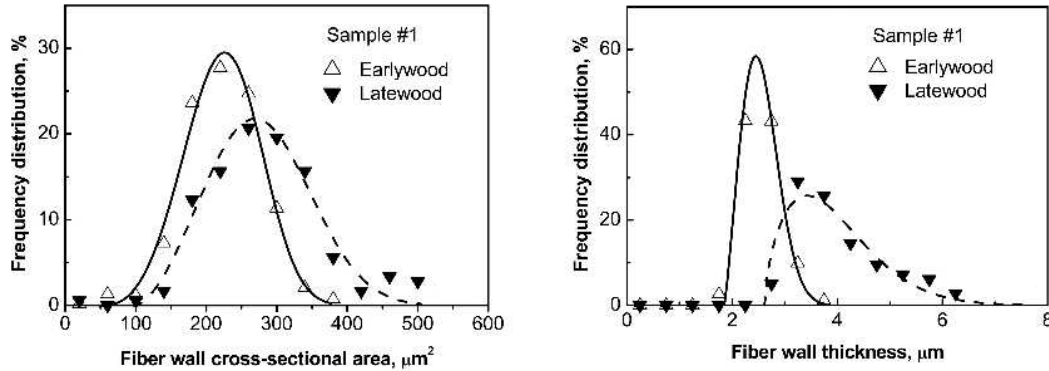 Frequency distribution, %
30
20
10
0
Sample #1
Earlywood
Latewood
0 100 200 300 400 500 600
Fiber wall cross-sectional area, μm²
Frequency distribution, %
60
40
20
0
Sample #1
Earlywood
Latewood
0 2 4 6 8
Fiber wall thickness, μm